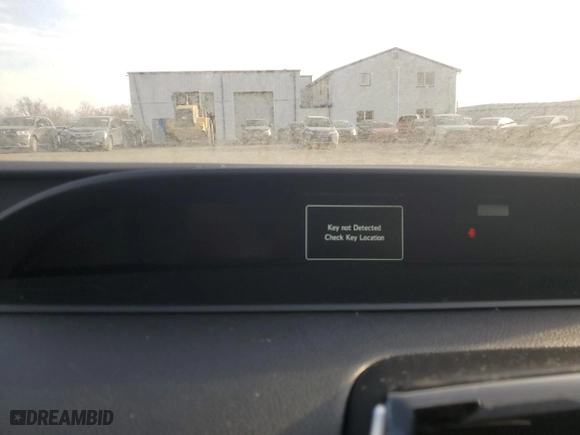 Key not Detected
Check Key Location
DREAMBID